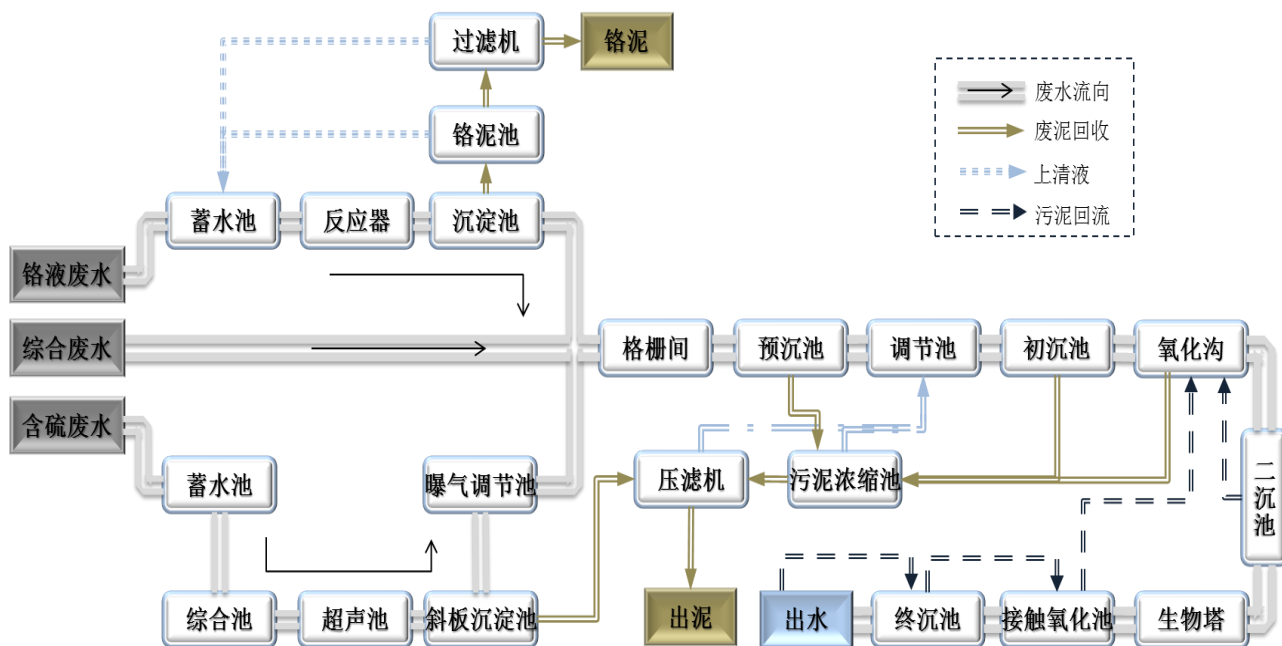 过滤机
铬泥
铬泥池
废水流向
废泥回收
上清液
污泥回流
蓄水池
反应器
沉淀池
铬液废水
综合废水
格栅间
预沉池
调节池
初沉池
氧化沟
含硫废水
蓄水池
曝气调节池
压滤机
污泥浓缩池
二沉池
综合池
超声池
斜板沉淀池
出泥
出水
终沉池
接触氧化池
生物塔